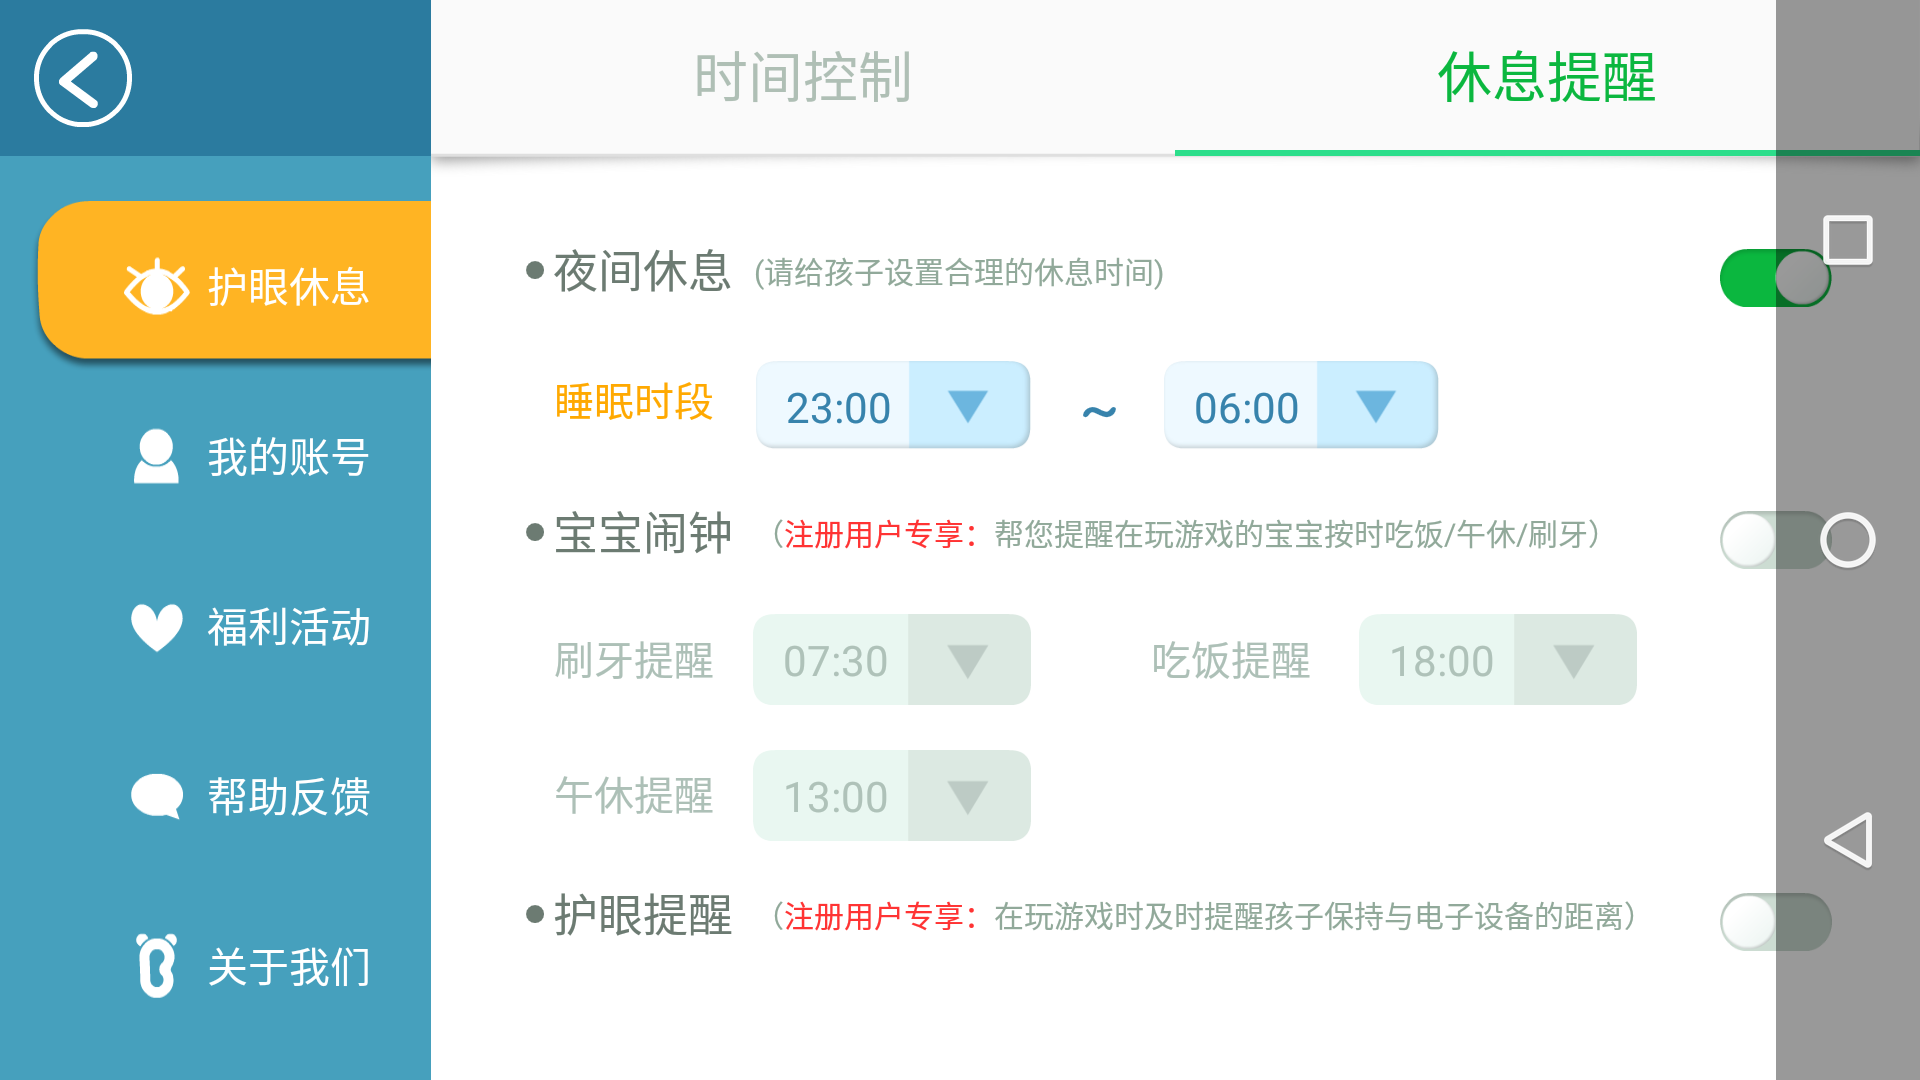 时间控制
休息提醒
护眼休息
我的账号
福利活动
帮助反馈
关于我们
夜间休息 (请给孩子设置合理的休息时间)
睡眠时段 23:00 ~ 06:00
宝宝闹钟 （注册用户专享：帮您提醒在玩游戏的宝宝按时吃饭/午休/刷牙）
刷牙提醒 07:30 吃饭提醒 18:00
午休提醒 13:00
护眼提醒 （注册用户专享：在玩游戏时及时提醒孩子保持与电子设备的距离）